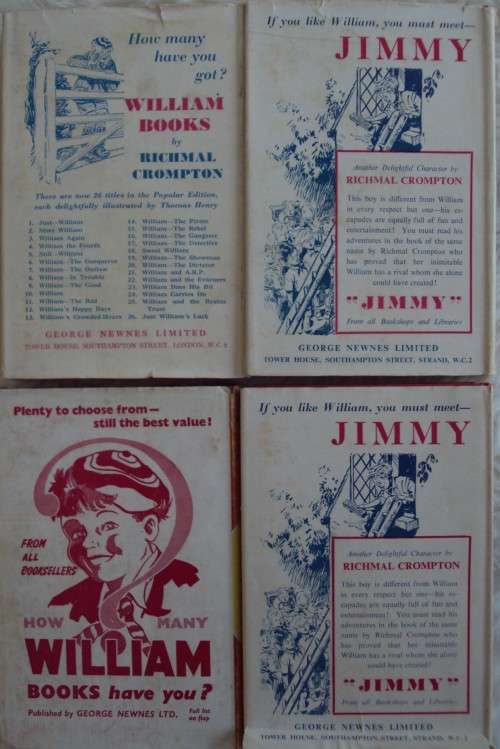 How many
have you
got?
WILLIAM
BOOKS
by
RICHMAL
CROMPTON
There are now 26 titles in the Popular Edition,
each delightfully illustrated by Thomas Henry
1. Just—William
2. More William
3. William Again
4. William the Fourth
5. Still—William
6. William—The Conqueror
7. William—The Outlaw
8. William—In Trouble
9. William—The Good
10. William
11. William—The Bad
12. William's Happy Days
13. William's Crowded Hours
14. William—The Pirate
15. William—The Rebel
16. William—The Gangster
17. William—The Detective
18. Sweet William
19. William—The Showman
20. William—The Dictator
21. William and A.R.P.
22. William and the Evacuees
23. William Does His Bit
24. William Carries On
25. William and the Brains
Trust
26. Just William's Luck
GEORGE NEWNES LIMITED
TOWER HOUSE, SOUTHAMPTON STREET, LONDON, W.C.2
If you like William, you must meet—
JIMMY
Another Delightful Character by
RICHMAL CROMPTON
This boy is different from William
in every respect but one—his es-
capades are equally full of fun and
entertainment! You must read his
adventures in the book of the same
name by Richmal Crompton who
has proved that her inimitable
William has a rival whom she alone
could have created!
"JIMMY"
From all Bookshops and Libraries
GEORGE NEWNES LIMITED
TOWER HOUSE, SOUTHAMPTON STREET, STRAND, W.C.2
Plenty to choose from—
still the best value!
FROM
ALL
BOOKSELLERS
HOW MANY
WILLIAM
BOOKS have you?
Published by GEORGE NEWNES LTD.
Full list
on flap
If you like William, you must meet—
JIMMY
Another Delightful Character by
RICHMAL CROMPTON
This boy is different from William
in every respect but one—his es-
capades are equally full of fun and
entertainment! You must read his
adventures in the book of the same
name by Richmal Crompton who
has proved that her inimitable
William has a rival whom she alone
could have created!
"JIMMY"
From all Bookshops and Libraries
GEORGE NEWNES LIMITED
TOWER HOUSE, SOUTHAMPTON STREET, STRAND, W.C.2